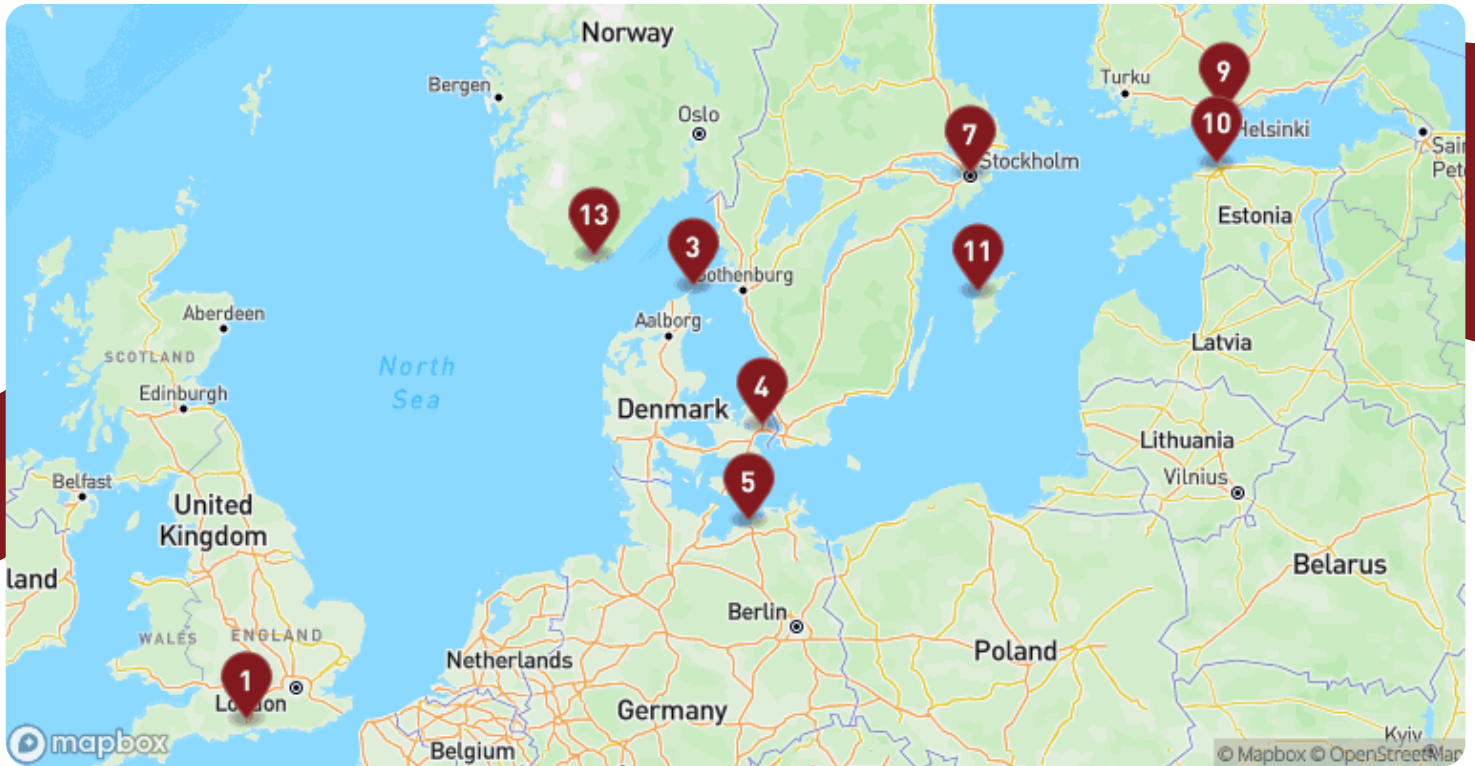 Norway
Bergen
Oslo
Turku
9
10
Helsinki
7
Stockholm
Sain
Pete
13
3
Gothenburg
11
Estonia
Aberdeen
Aalborg
SCOTLAND
North
Sea
Latvia
Edinburgh
4
Denmark
Lithuania
Vilnius
Belfast
5
United
Kingdom
land
Belarus
Berlin
WALES
ENGLAND
Netherlands
Poland
1
London
Germany
Belgium
Kyiv
mapbox
© Mapbox © OpenStreetMap